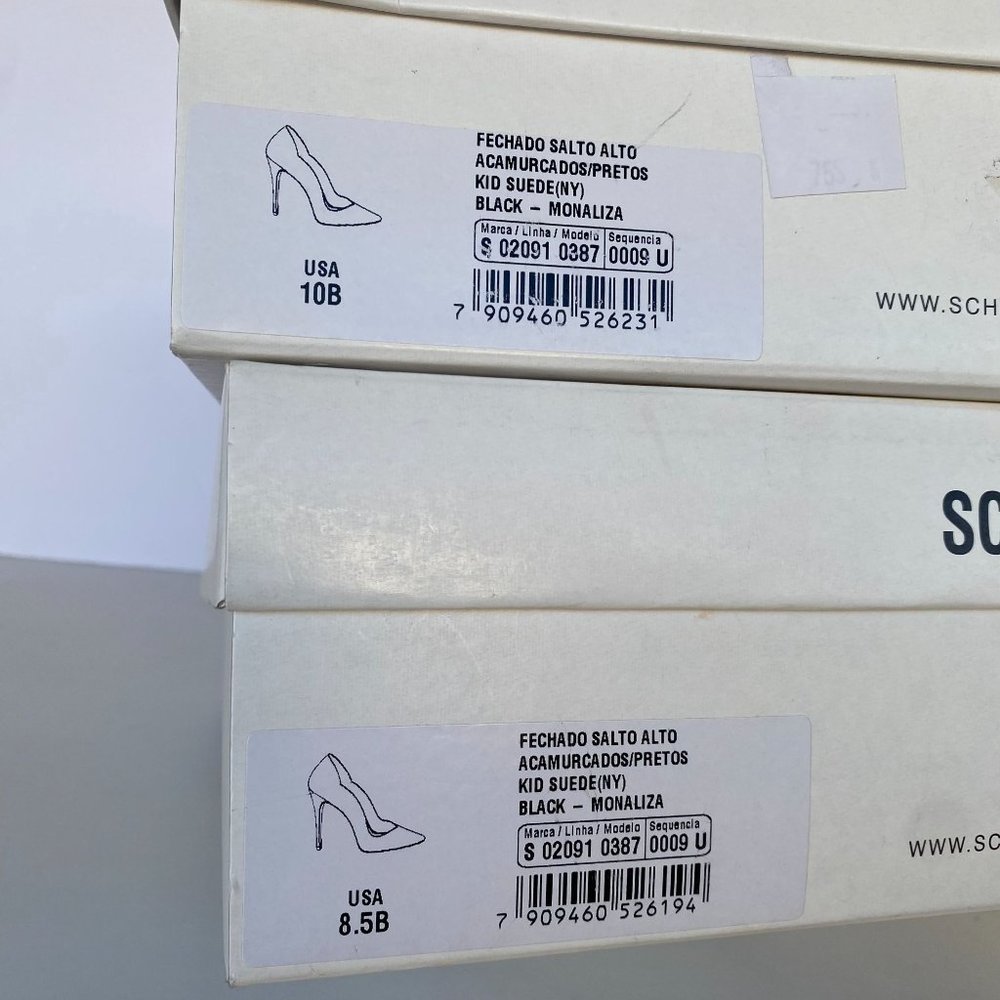 FECHADO SALTO ALTO
ACAMURCADOS/PRETOS
KID SUEDE(NY)
BLACK – MONALIZA
Marca / Linha / Modelo Sequencia
S 02091 0387 0009 U
7 909460 526231
USA
10B
WWW.SCH
SC
FECHADO SALTO ALTO
ACAMURCADOS/PRETOS
KID SUEDE(NY)
BLACK – MONALIZA
Marca / Linha / Modelo Sequencia
S 02091 0387 0009 U
7 909460 526194
USA
8.5B
WWW.SC